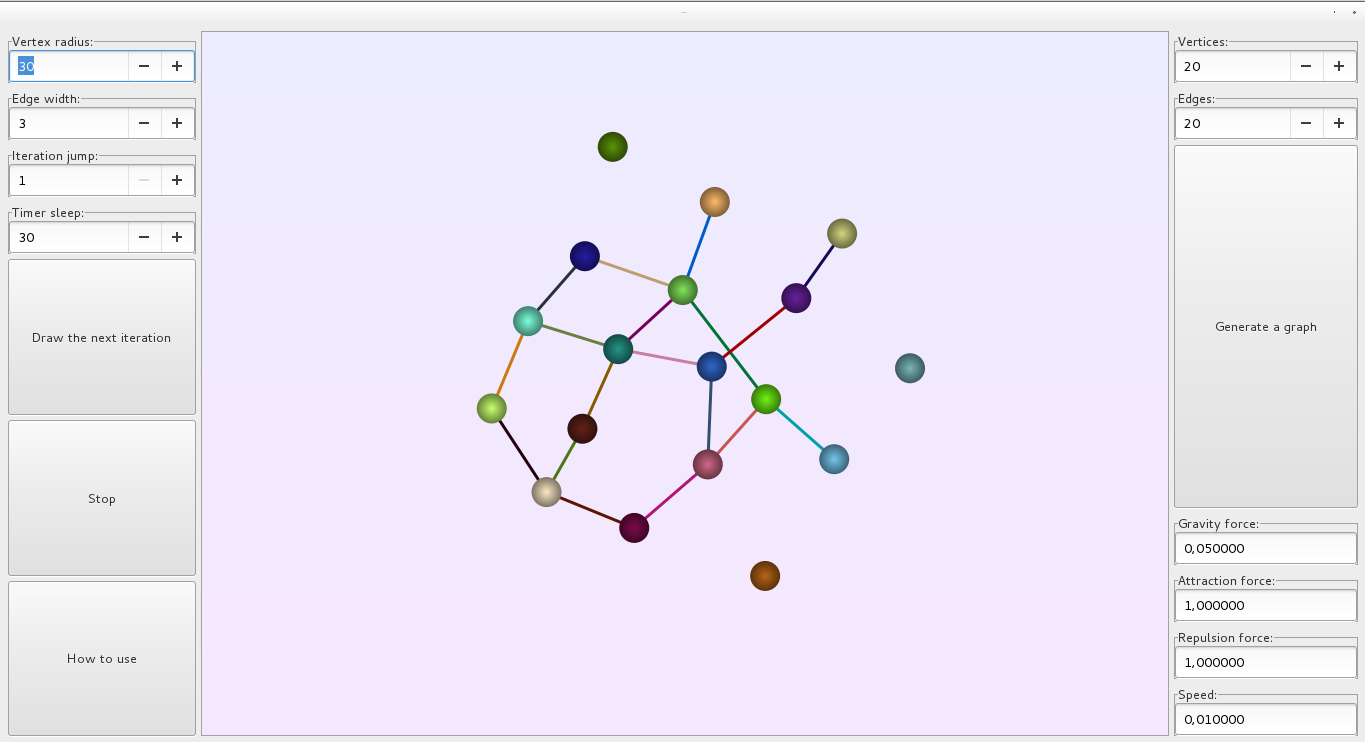 Vertex radius:
30
Edge width:
3
Iteration jump:
1
Timer sleep:
30
Draw the next iteration
Stop
How to use
Vertices:
20
Edges:
20
Generate a graph
Gravity force:
0,050000
Attraction force:
1,000000
Repulsion force:
1,000000
Speed:
0,010000